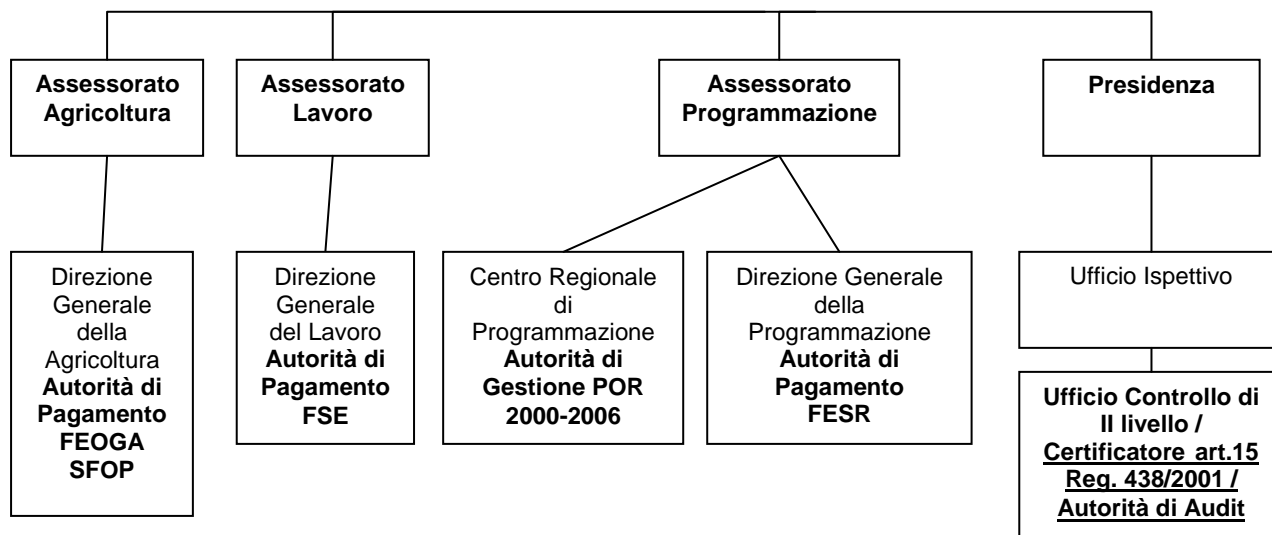 Assessorato
Agricoltura
Assessorato
Lavoro
Assessorato
Programmazione
Presidenza
Direzione
Generale
della
Agricoltura
Autorità di
Pagamento
FEOGA
SFOP
Direzione
Generale
del Lavoro
Autorità di
Pagamento
FSE
Centro Regionale
di
Programmazione
Autorità di
Gestione POR
2000-2006
Direzione Generale
della
Programmazione
Autorità di
Pagamento
FESR
Ufficio Ispettivo
Ufficio Controllo di
II livello /
Certificatore art.15
Reg. 438/2001 /
Autorità di Audit